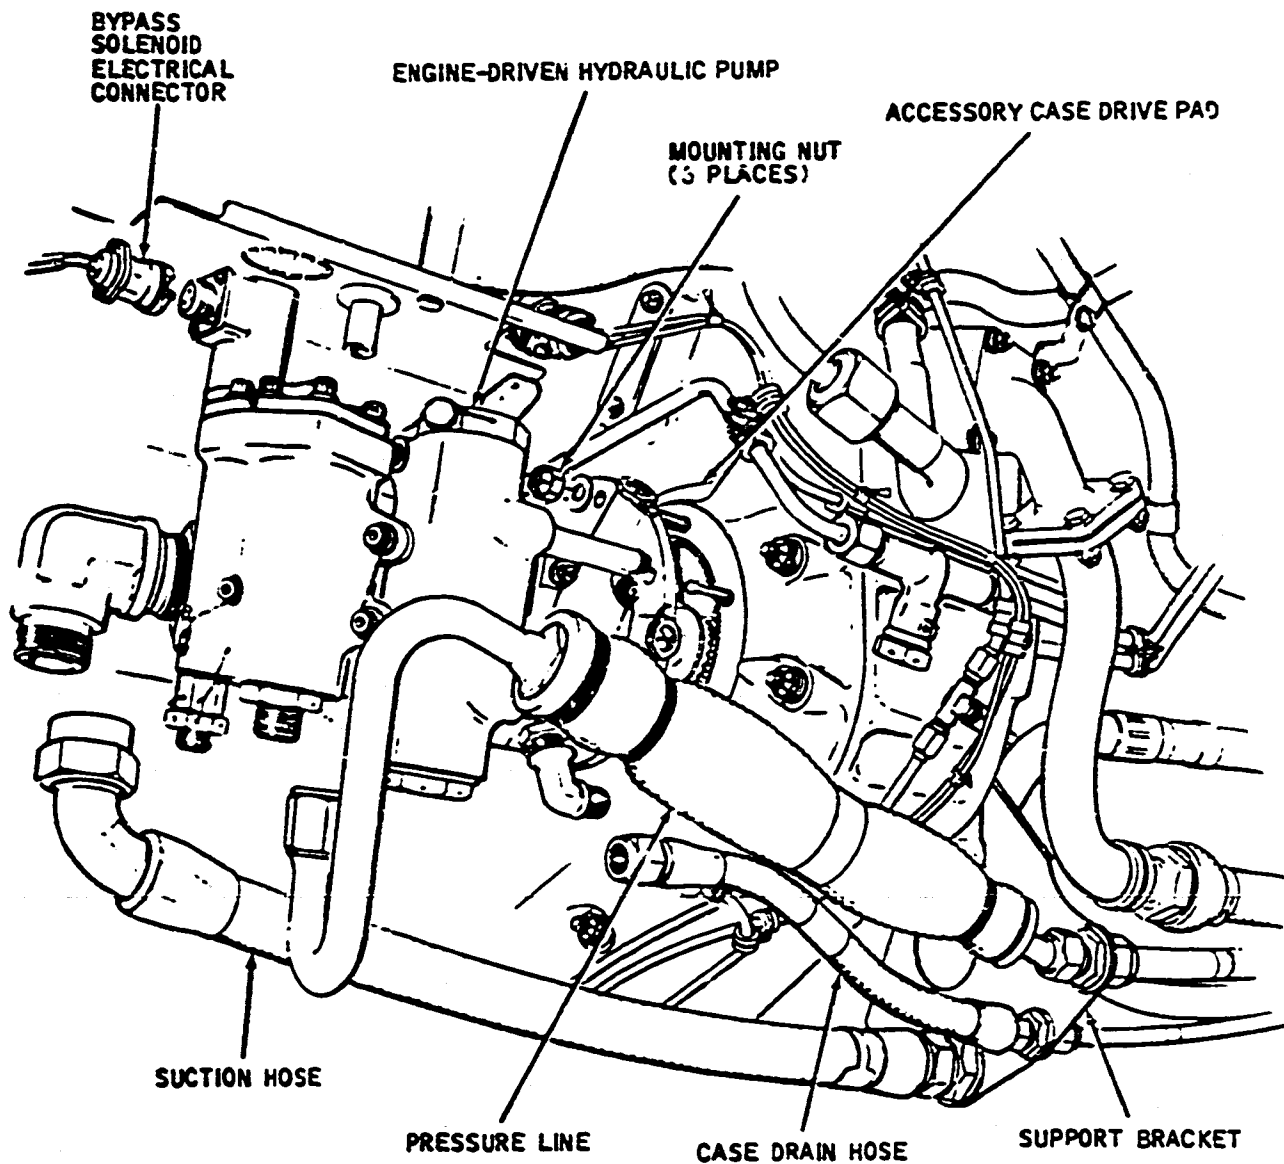 BYPASS
SOLENOID
ELECTRICAL
CONNECTOR
ENGINE-DRIVEN HYDRAULIC PUMP
ACCESSORY CASE DRIVE PAD
MOUNTING NUT
(3 PLACES)
SUCTION HOSE
PRESSURE LINE
CASE DRAIN HOSE
SUPPORT BRACKET